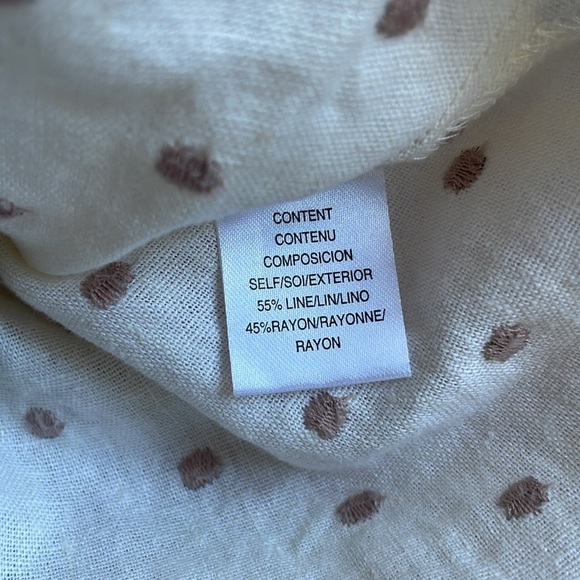 CONTENT
CONTENU
COMPOSICION
SELF/SOI/EXTERIOR
55% LINE/LIN/LINO
45%RAYON/RAYONNE/
RAYON